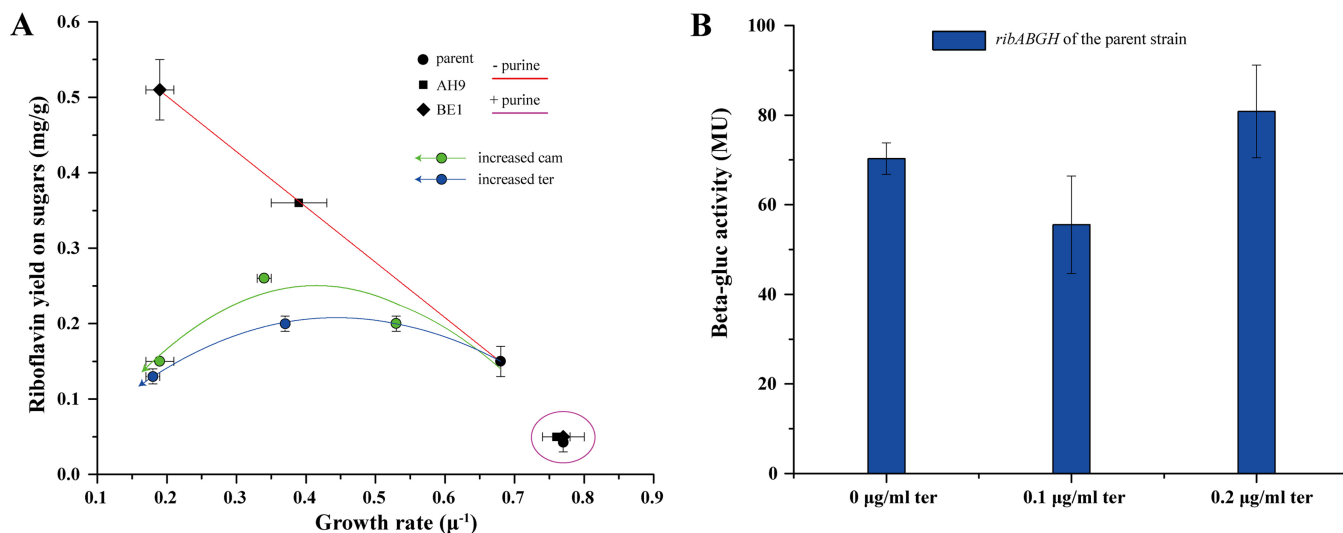 A
Riboflavin yield on sugars (mg/g)
0.6
0.5
0.4
0.3
0.2
0.1
0.0
parent
AH9
BE1
- purine
+ purine
increased cam
increased ter
0.1 0.2 0.3 0.4 0.5 0.6 0.7 0.8 0.9
Growth rate (μ⁻¹)
B
Beta-gluc activity (MU)
100
80
60
40
20
0
ribABGH of the parent strain
0 μg/ml ter 0.1 μg/ml ter 0.2 μg/ml ter